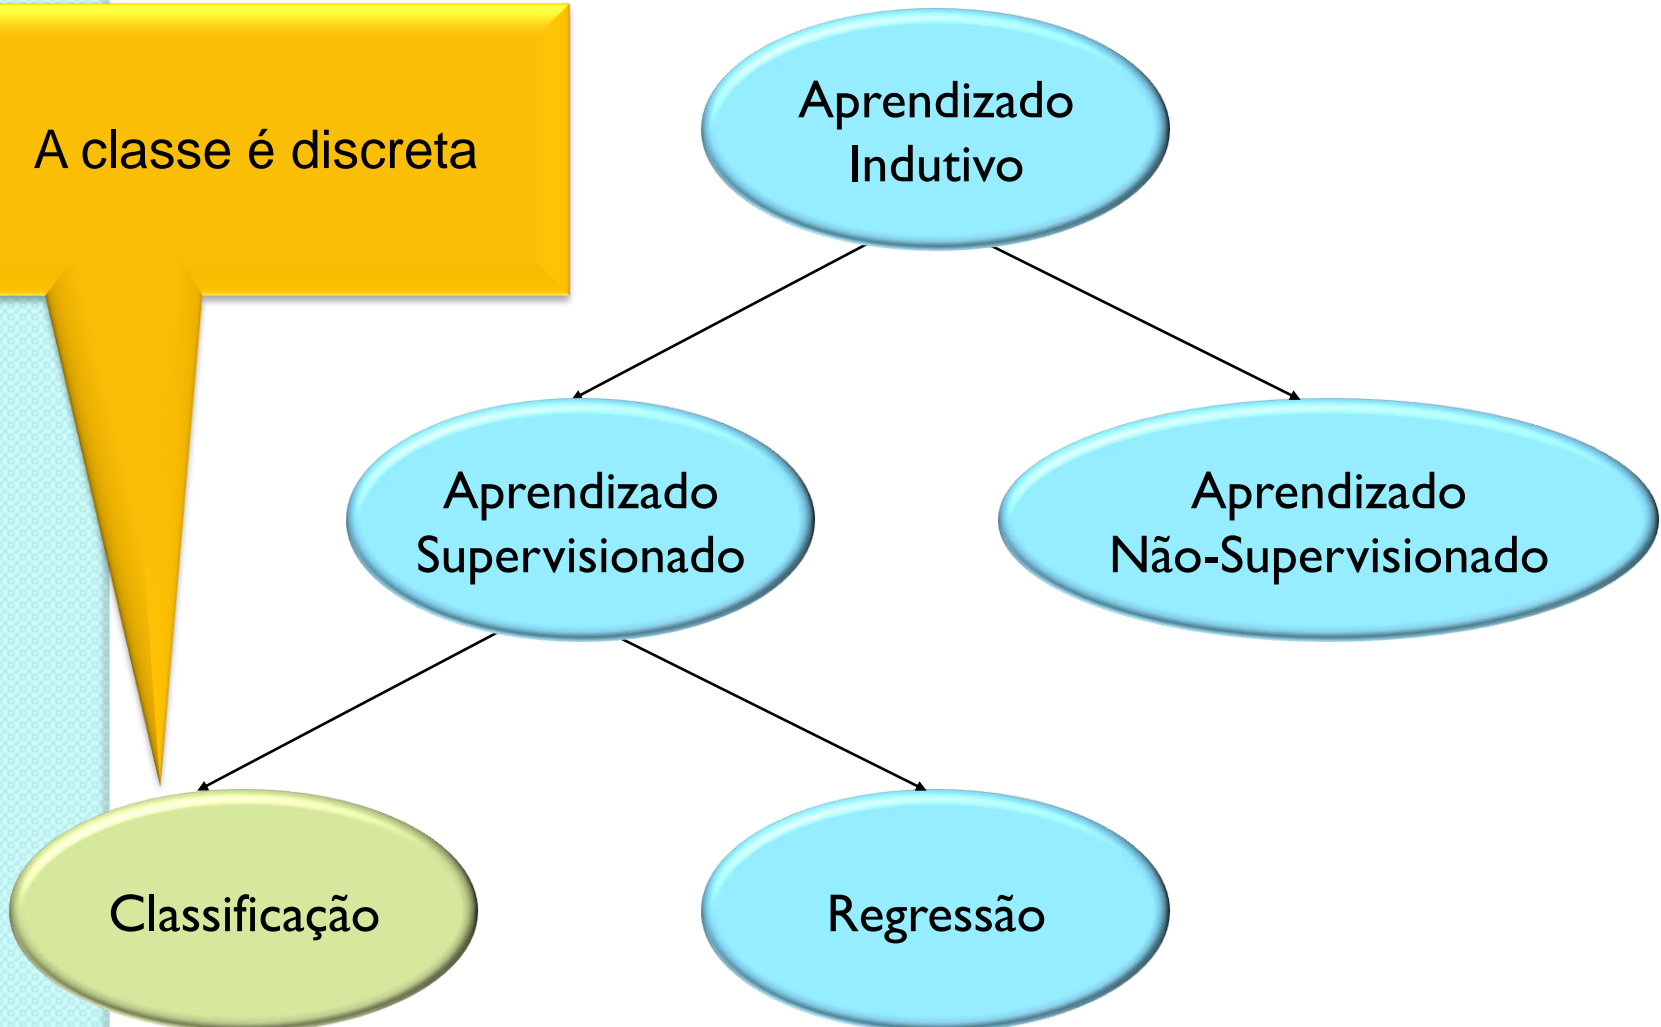 A classe é discreta
Aprendizado
Indutivo
Aprendizado
Supervisionado
Aprendizado
Não-Supervisionado
Classificação
Regressão